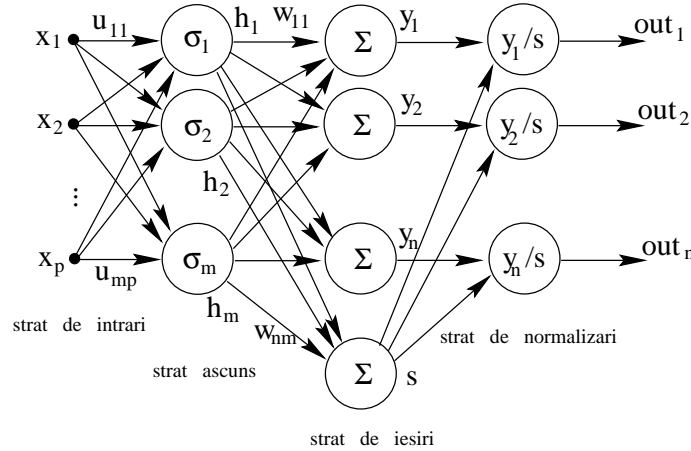 x1 u11 σ1 h1 w11 Σ y1 y1/s out1
x2 σ2 h2 Σ y2 y2/s out2
⋮
xp ump σm hm Σ yn yn/s outn
wnm
Σ s
strat de intrari
strat de normalizari
strat ascuns
strat de iesiri